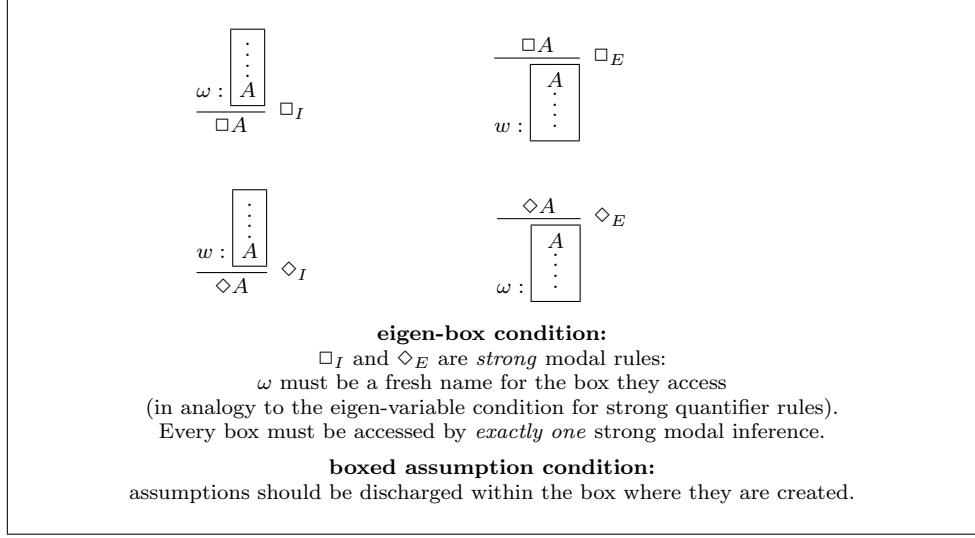 ω : A
□A □I
□A □E
w : A
w : A
◇A ◇I
◇A ◇E
ω : A
eigen-box condition:
□I and ◇E are strong modal rules:
ω must be a fresh name for the box they access
(in analogy to the eigen-variable condition for strong quantifier rules).
Every box must be accessed by exactly one strong modal inference.
boxed assumption condition:
assumptions should be discharged within the box where they are created.